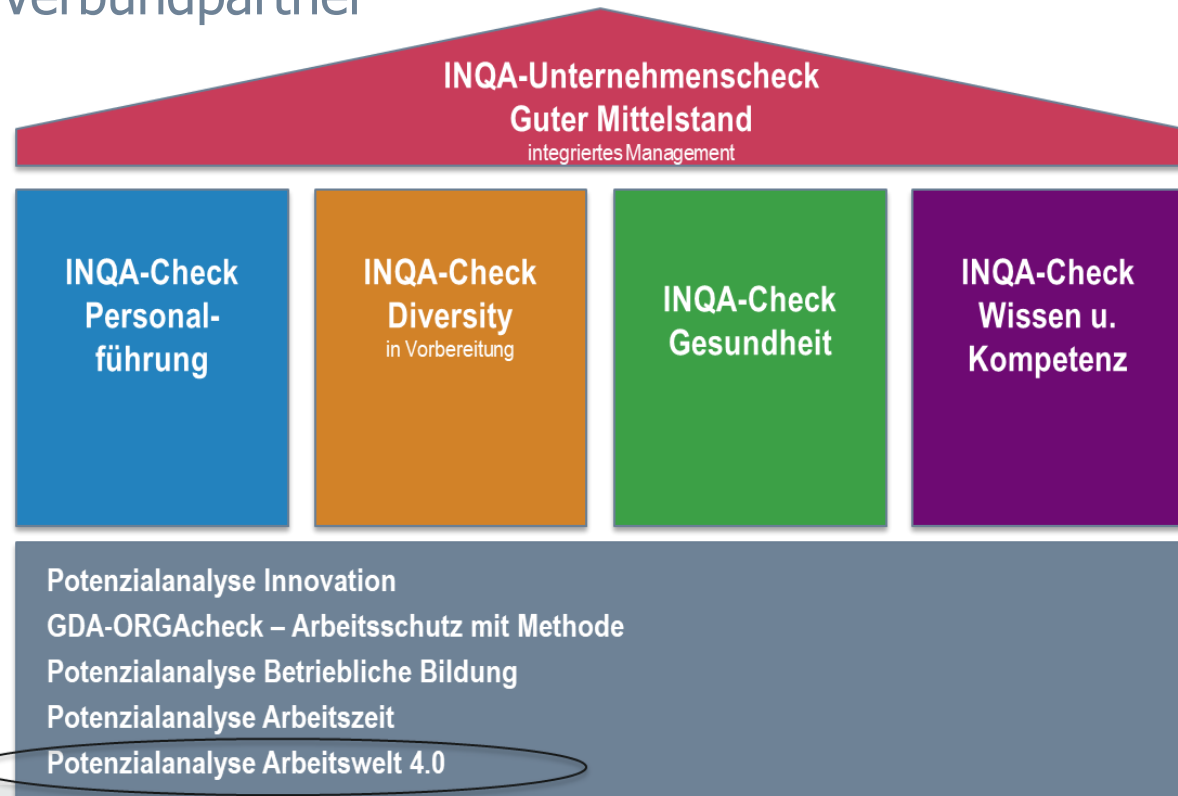 Verbundpartner
INQA-Unternehmenscheck
Guter Mittelstand
integriertes Management
INQA-Check
Personal-
führung
INQA-Check
Diversity
in Vorbereitung
INQA-Check
Gesundheit
INQA-Check
Wissen u.
Kompetenz
Potenzialanalyse Innovation
GDA-ORGAcheck – Arbeitsschutz mit Methode
Potenzialanalyse Betriebliche Bildung
Potenzialanalyse Arbeitszeit
Potenzialanalyse Arbeitswelt 4.0